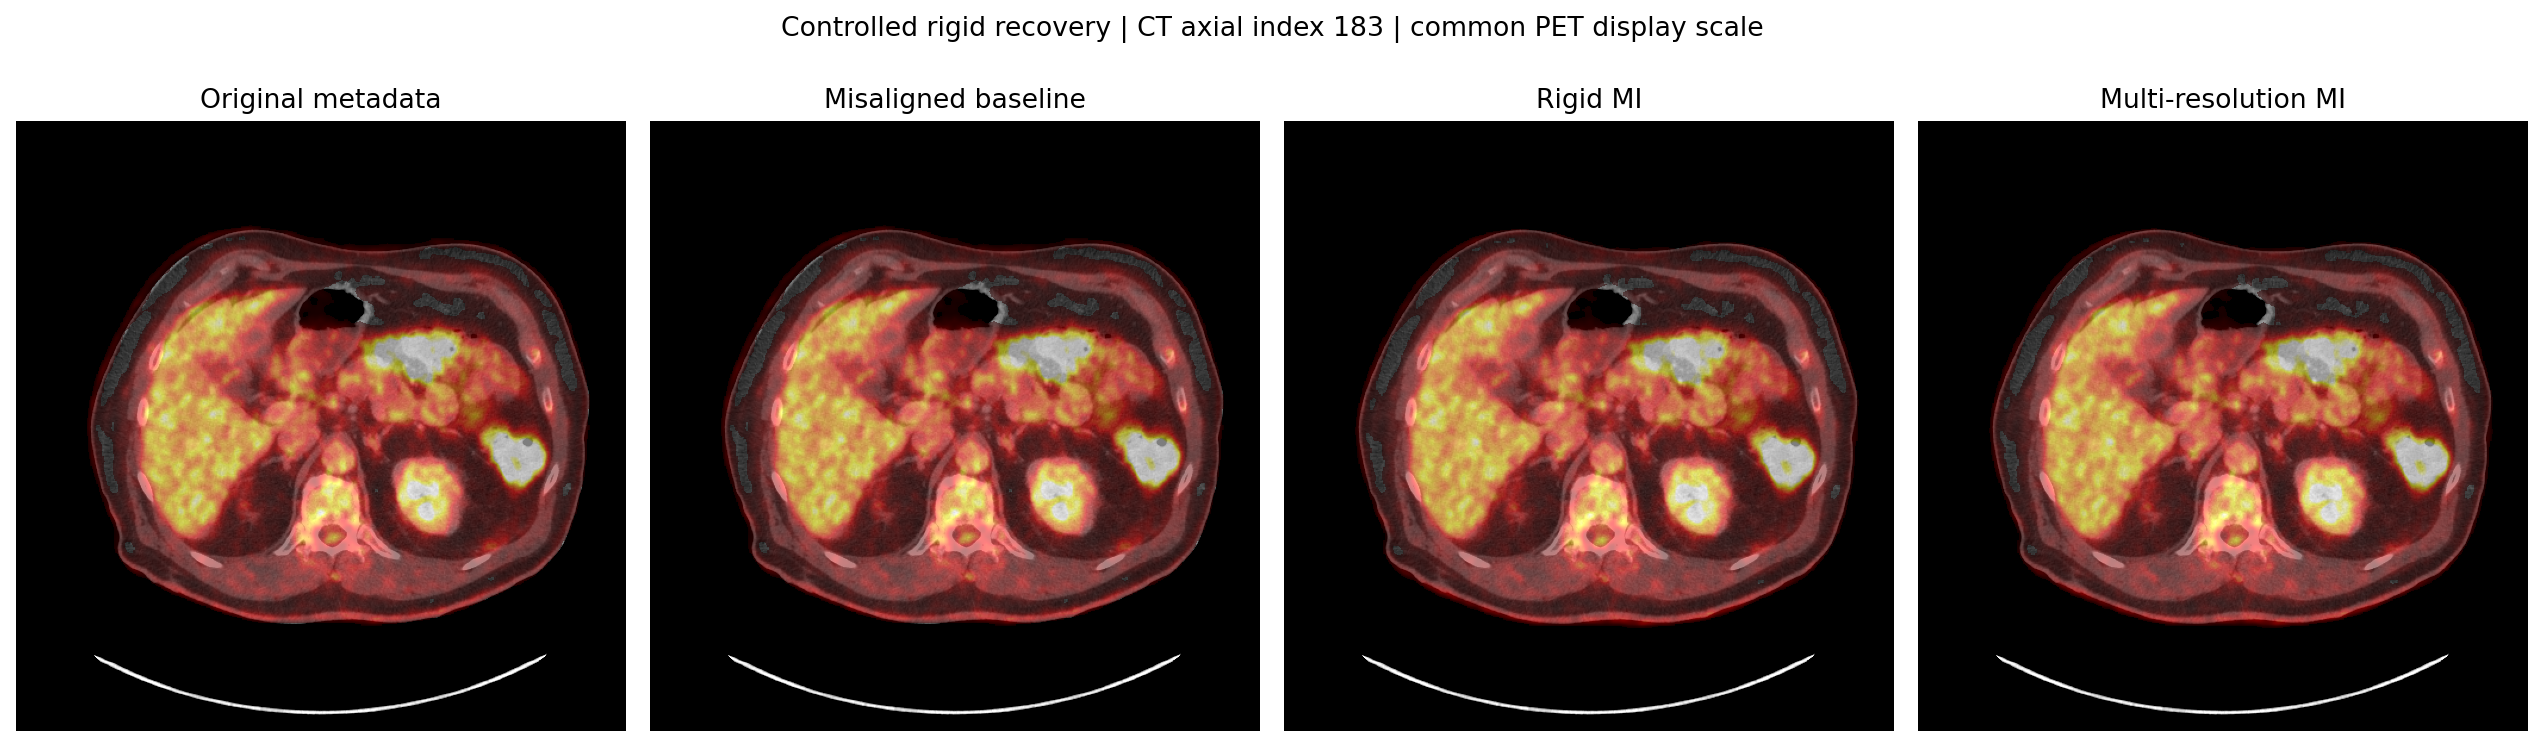 Controlled rigid recovery | CT axial index 183 | common PET display scale
Original metadata
Misaligned baseline
Rigid MI
Multi-resolution MI